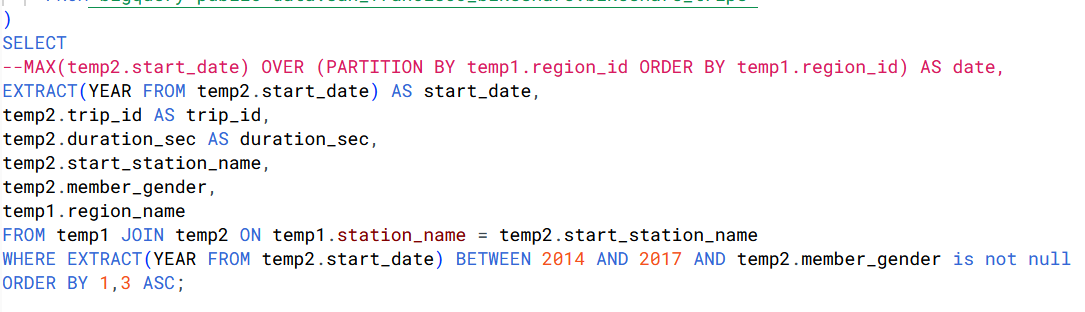 )
SELECT
--MAX(temp2.start_date) OVER (PARTITION BY temp1.region_id ORDER BY temp1.region_id) AS date,
EXTRACT(YEAR FROM temp2.start_date) AS start_date,
temp2.trip_id AS trip_id,
temp2.duration_sec AS duration_sec,
temp2.start_station_name,
temp2.member_gender,
temp1.region_name
FROM temp1 JOIN temp2 ON temp1.station_name = temp2.start_station_name
WHERE EXTRACT(YEAR FROM temp2.start_date) BETWEEN 2014 AND 2017 AND temp2.member_gender is not null
ORDER BY 1,3 ASC;